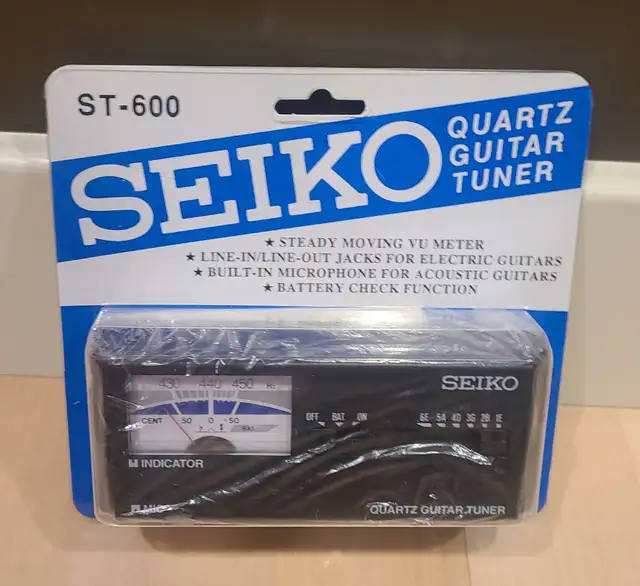 ST-600
SEIKO
QUARTZ
GUITAR
TUNER
★ STEADY MOVING VU METER
★ LINE-IN/LINE-OUT JACKS FOR ELECTRIC GUITARS
★ BUILT-IN MICROPHONE FOR ACOUSTIC GUITARS
★ BATTERY CHECK FUNCTION
430 440 450 Hz
CENT 50 0 50
BAT.
INDICATOR
MIC
SEIKO
OFF BAT. ON
6E 5A 4D 3G 2B 1E
QUARTZ GUITAR TUNER